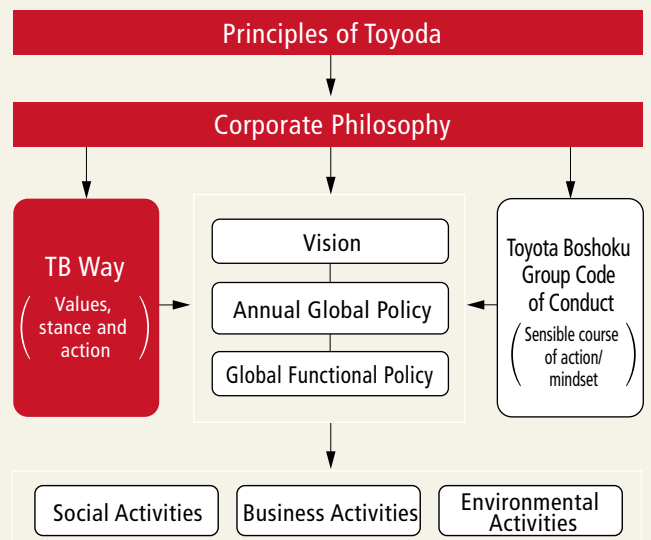 Principles of Toyoda
Corporate Philosophy
TB Way
(Values,
stance and
action)
Vision
Annual Global Policy
Global Functional Policy
Toyota Boshoku
Group Code
of Conduct
(Sensible course
of action/
mindset)
Social Activities
Business Activities
Environmental
Activities